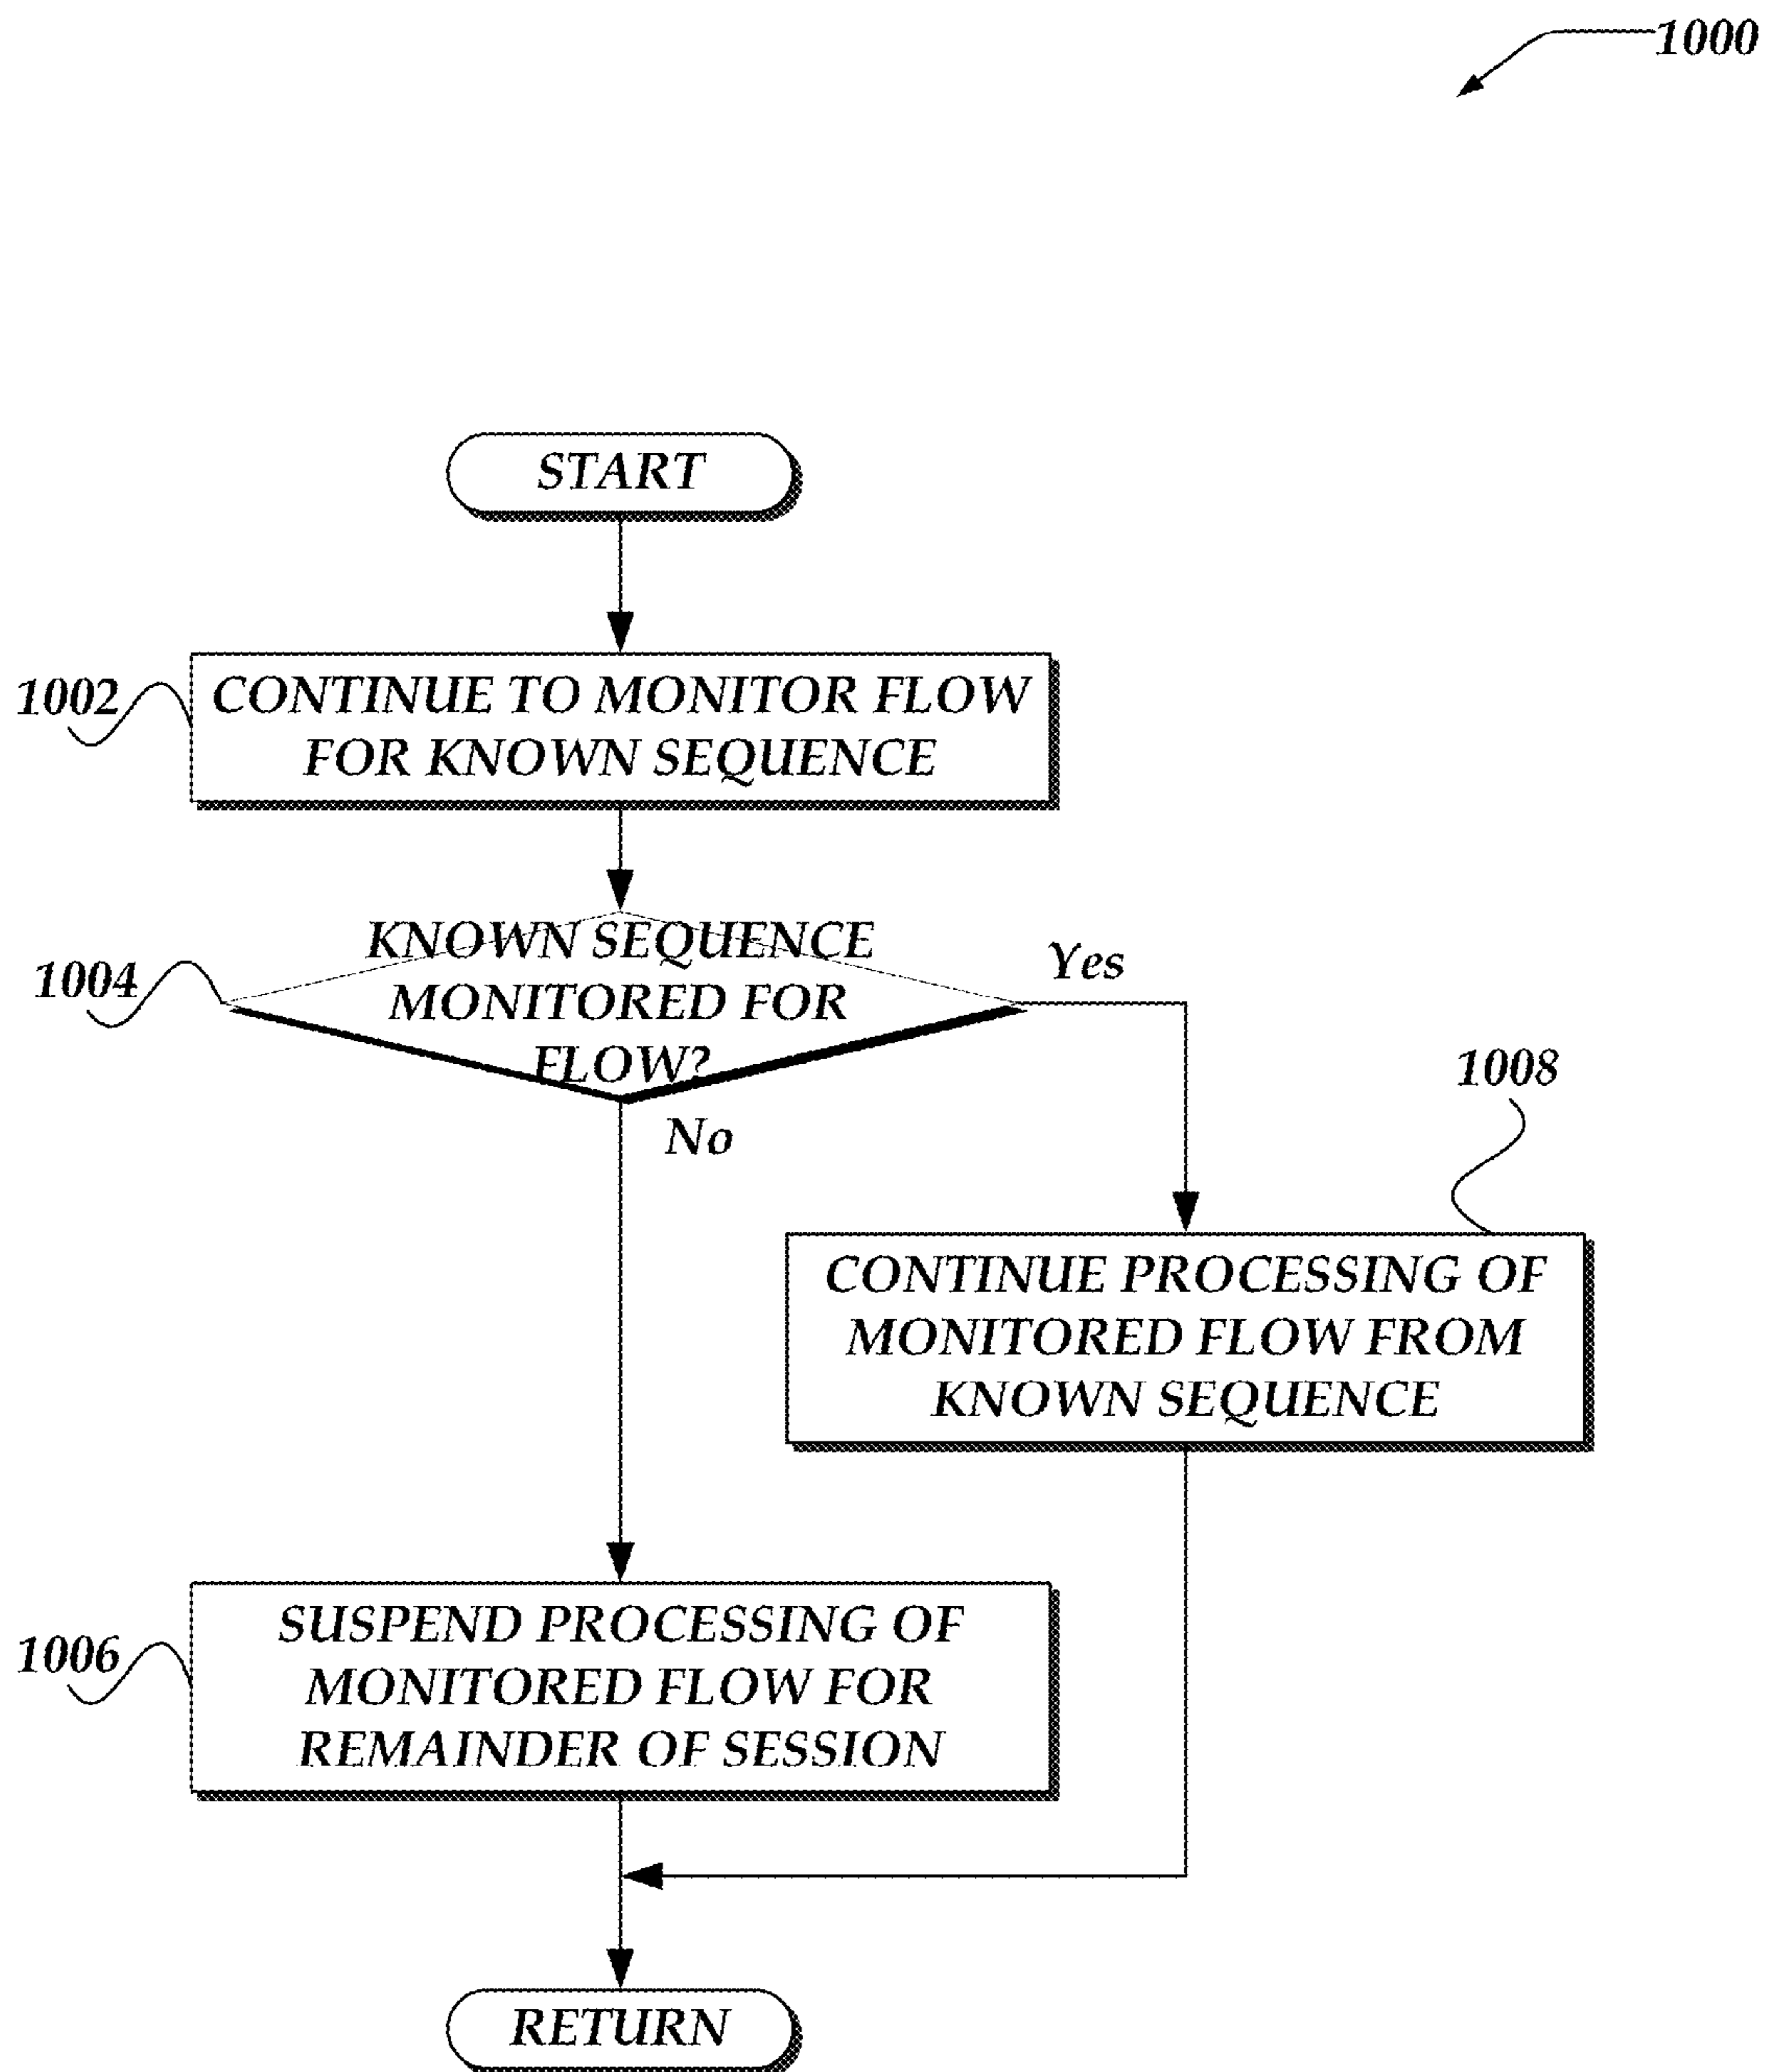 1000
START
1002
CONTINUE TO MONITOR FLOW
FOR KNOWN SEQUENCE
1004
KNOWN SEQUENCE
MONITORED FOR
FLOW?
Yes
No
1008
CONTINUE PROCESSING OF
MONITORED FLOW FROM
KNOWN SEQUENCE
1006
SUSPEND PROCESSING OF
MONITORED FLOW FOR
REMAINDER OF SESSION
RETURN